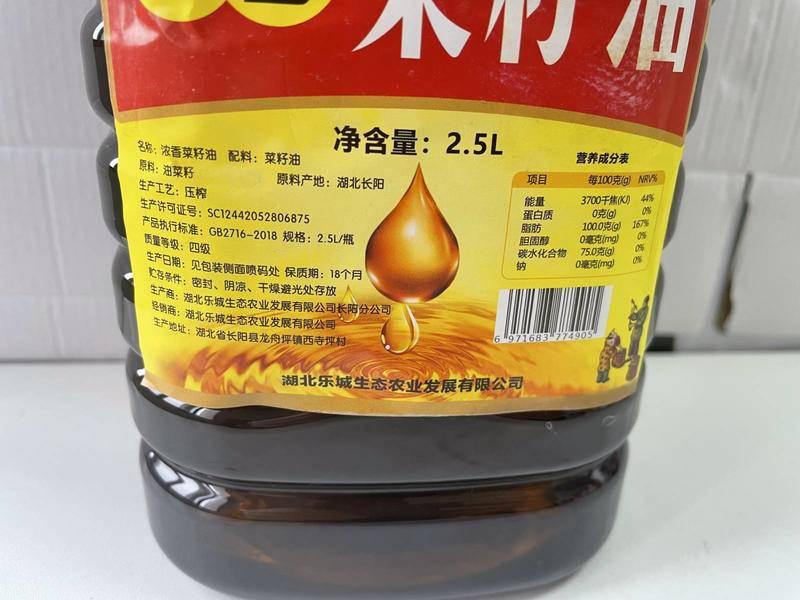 菜籽油
净含量：2.5L
名称：浓香菜籽油 配料：菜籽油
原料：油菜籽 原料产地：湖北长阳
生产工艺：压榨
生产许可证号：SC12442052806875
产品执行标准：GB2716-2018 规格：2.5L/瓶
质量等级：四级
生产日期：见包装侧面喷码处 保质期：18个月
贮存条件：密封、阴凉、干燥避光处存放
生产商：湖北乐城生态农业发展有限公司长阳分公司
经销商：湖北乐城生态农业发展有限公司
生产地址：湖北省长阳县龙舟坪镇西寺坪村
营养成分表
项目 每100克(g) NRV%
能量 3700千焦(KJ) 44%
蛋白质 0克(g) 0%
脂肪 100.0克(g) 167%
胆固醇 0毫克(mg) 0%
碳水化合物 75.0克(g) 0%
钠 0毫克(mg) 0%
6 971683 774905
湖北乐城生态农业发展有限公司